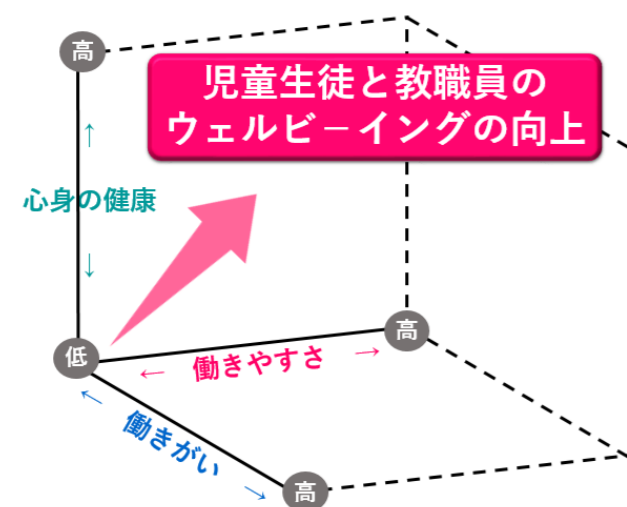 高
児童生徒と教職員の
ウェルビーイングの向上
↑
心身の健康
↓
低
高
← 働きやすさ →
← 働きがい →
高